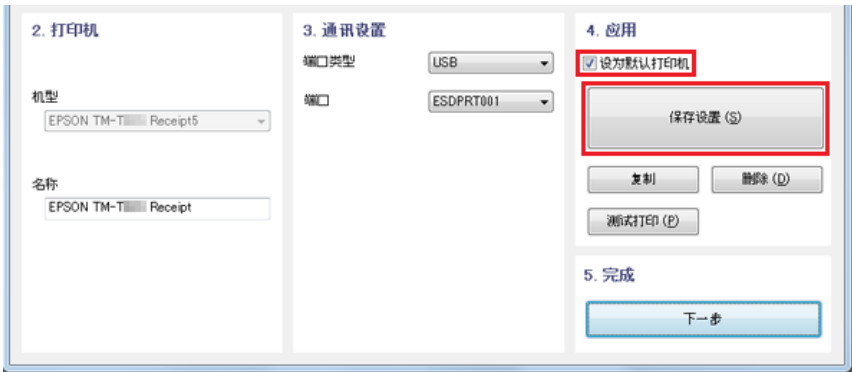 2. 打印机
机型
EPSON TM-T Receipt5
名称
EPSON TM-T Receipt
3. 通讯设置
端口类型
USB
端口
ESDPRT001
4. 应用
设为默认打印机
保存设置 (S)
复制
删除 (D)
测试打印 (P)
5. 完成
下一步